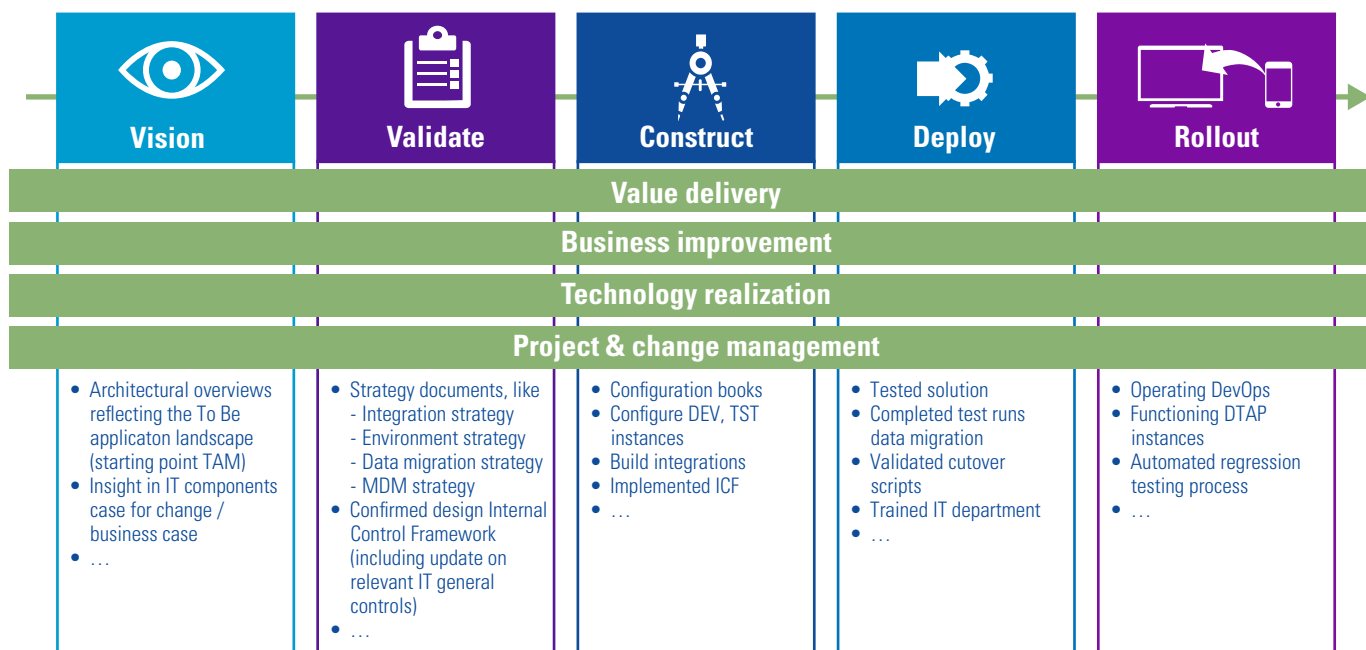 Vision
Validate
Construct
Deploy
Rollout
Value delivery
Business improvement
Technology realization
Project & change management
• Architectural overviews
reflecting the To Be
applicaton landscape
(starting point TAM)
• Insight in IT components
case for change /
business case
• …
• Strategy documents, like
- Integration strategy
- Environment strategy
- Data migration strategy
- MDM strategy
• Confirmed design Internal
Control Framework
(including update on
relevant IT general
controls)
• …
• Configuration books
• Configure DEV, TST
instances
• Build integrations
• Implemented ICF
• …
• Tested solution
• Completed test runs
data migration
• Validated cutover
scripts
• Trained IT department
• …
• Operating DevOps
• Functioning DTAP
instances
• Automated regression
testing process
• …